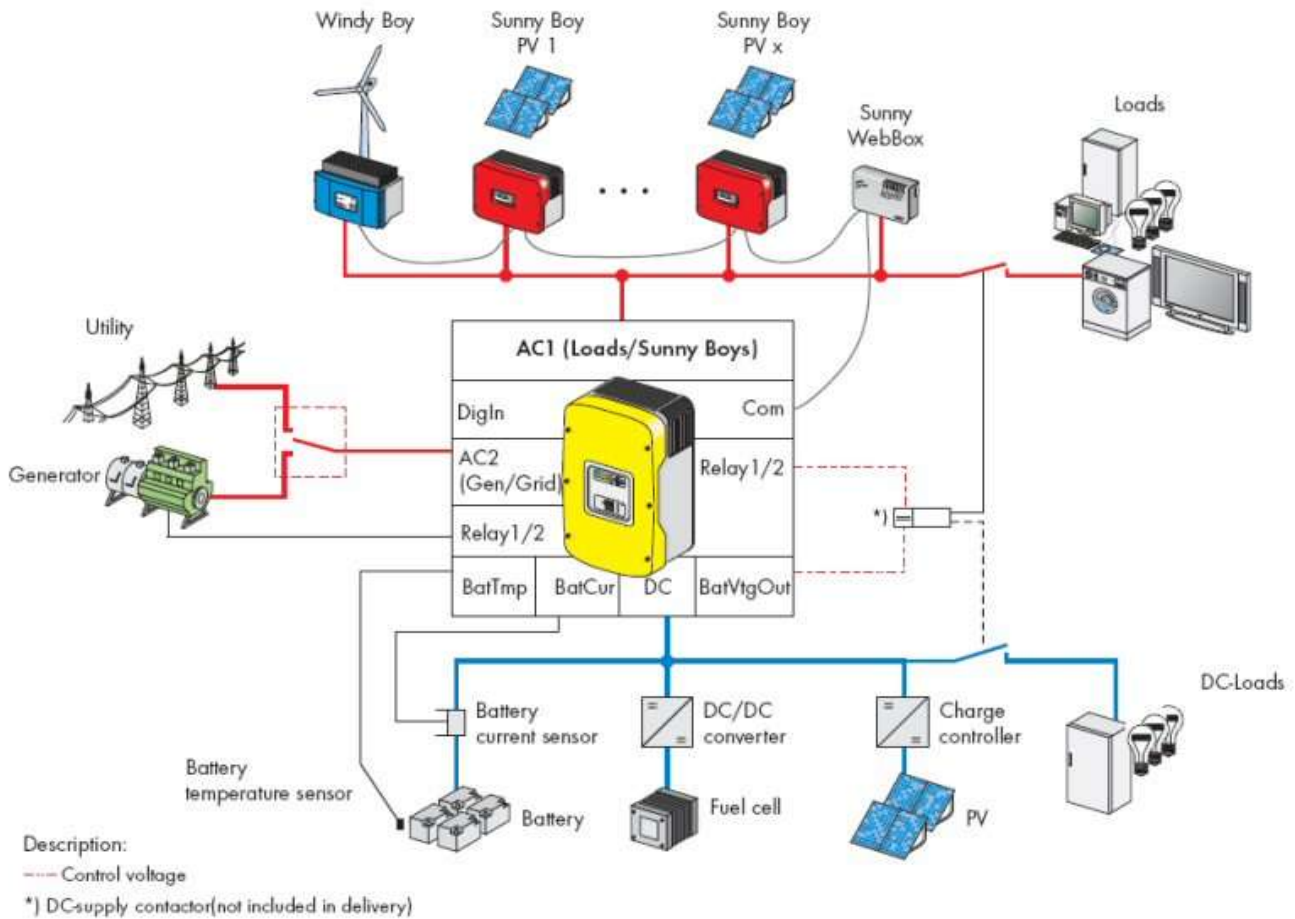 Windy Boy
Sunny Boy
PV 1
Sunny Boy
PV x
Sunny
WebBox
Loads
Utility
AC1 (Loads/Sunny Boys)
DigIn
Com
Generator
AC2
(Gen/Grid)
Relay1/2
*)
Relay1/2
BatTmp
BatCur
DC
BatVtgOut
DC-Loads
Battery
current sensor
DC/DC
converter
Charge
controller
Battery
temperature sensor
Battery
Fuel cell
PV
Description:
Control voltage
*) DC-supply contactor(not included in delivery)